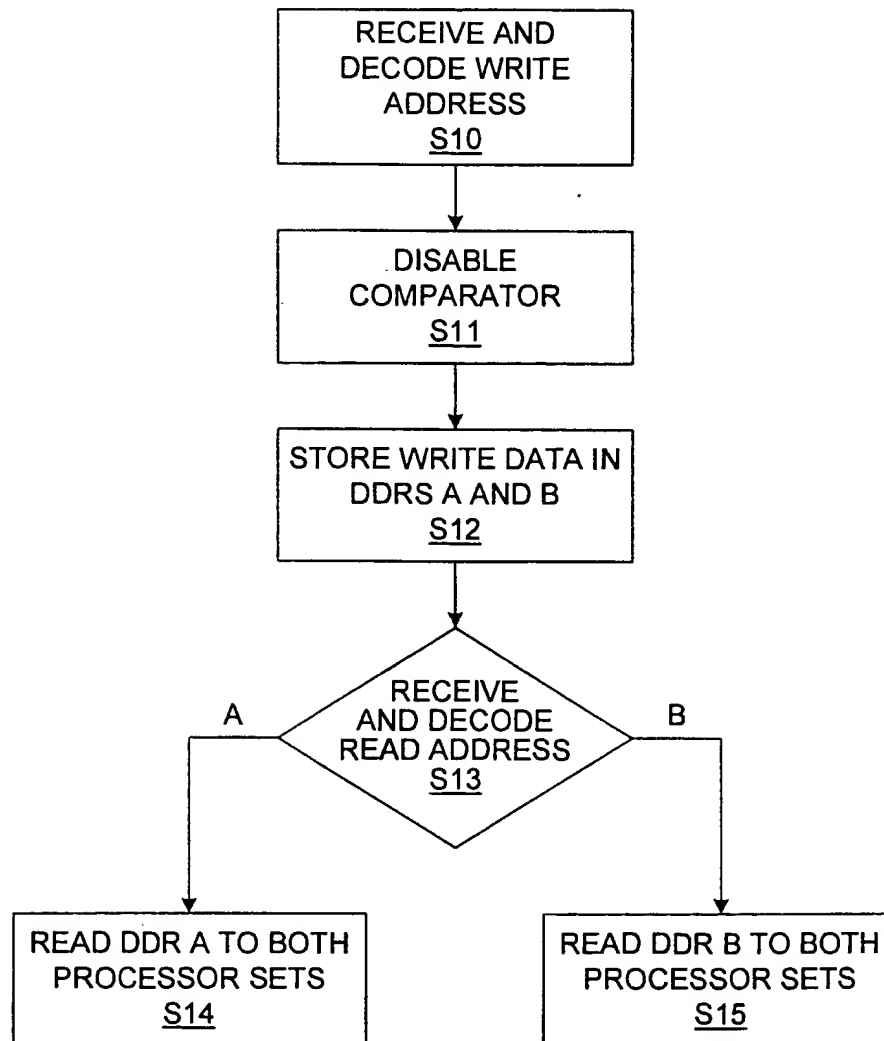 RECEIVE AND
DECODE WRITE
ADDRESS
S10
DISABLE
COMPARATOR
S11
STORE WRITE DATA IN
DDRS A AND B
S12
RECEIVE
AND DECODE
READ ADDRESS
S13
A
B
READ DDR A TO BOTH
PROCESSOR SETS
S14
READ DDR B TO BOTH
PROCESSOR SETS
S15